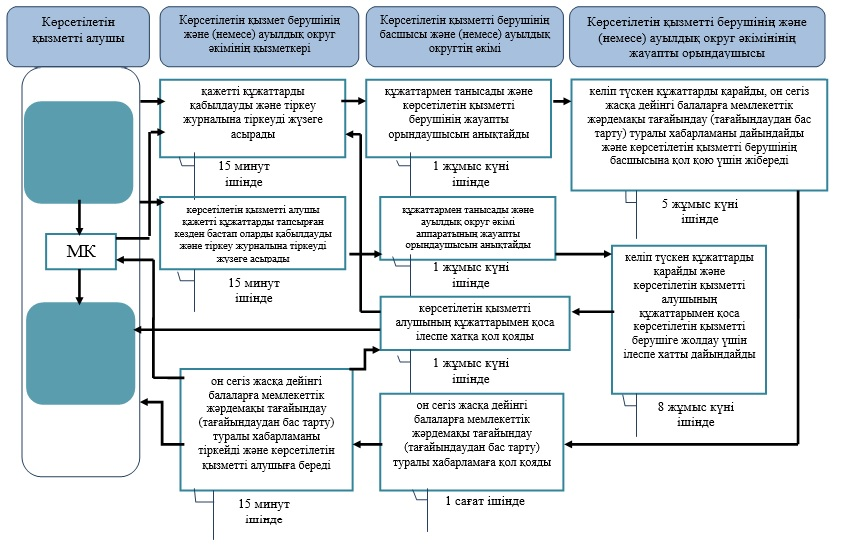 Көрсетілетін
қызметті алушы
Көрсетілетін қызмет берушінің
және (немесе) ауылдық округ
әкімінің қызметкері
Көрсетілетін қызметті берушінің
басшысы және (немесе) ауылдық
округтің әкімі
Көрсетілетін қызметті берушінің және
(немесе) ауылдық округ әкімінінің
жауапты орындаушысы
қажетті құжаттарды
қабылдауды және тіркеу
журналына тіркеуді жүзеге
асырады
15 минут
ішінде
құжаттармен танысады және
көрсетілетін қызметті
берушінің жауапты
орындаушысын анықтайды
1 жұмыс күні
ішінде
келіп түскен құжаттарды қарайды, он сегіз
жасқа дейінгі балаларға мемлекеттік
жәрдемақы тағайындау (тағайындаудан бас
тарту) туралы хабарламаны дайындайды
және көрсетілетін қызметті берушінің
басшысына қол қою үшін жібереді
5 жұмыс күні
ішінде
МК
көрсетілетін қызметті алушы
қажетті құжаттарды тапсырған
кезден бастап оларды қабылдауды
және тіркеу журналына тіркеуді
жүзеге асырады
15 минут
ішінде
құжаттармен танысады және
ауылдық округ әкімі
аппаратының жауапты
орындаушысын анықтайды
1 жұмыс күні
ішінде
келіп түскен құжаттарды
қарайды және
көрсетілетін қызметті
алушының
құжаттарымен қоса
көрсетілетін қызметті
берушіге жолдау үшін
ілеспе хатты дайындайды
8 жұмыс күні
ішінде
көрсетілетін қызметті
алушының құжаттарымен қоса
ілеспе хатқа қол қояды
1 жұмыс күні
ішінде
он сегіз жасқа дейінгі
балаларға мемлекеттік
жәрдемақы тағайындау
(тағайындаудан бас тарту)
туралы хабарламаны
тіркейді және көрсетілетін
қызметті алушыға береді
15 минут
ішінде
он сегіз жасқа дейінгі
балаларға мемлекеттік
жәрдемақы тағайындау
(тағайындаудан бас тарту)
туралы хабарламаға қол қояды
1 сағат ішінде